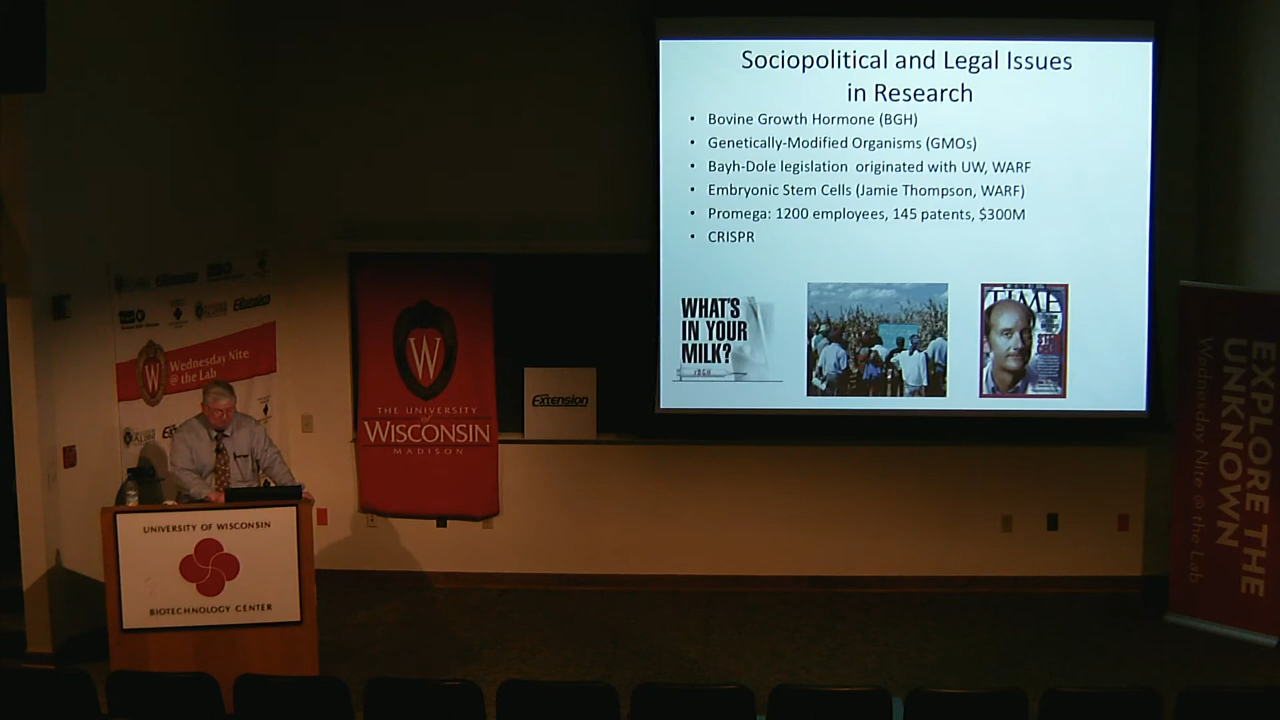 Sociopolitical and Legal Issues
in Research
• Bovine Growth Hormone (BGH)
• Genetically-Modified Organisms (GMOs)
• Bayh-Dole legislation originated with UW, WARF
• Embryonic Stem Cells (Jamie Thompson, WARF)
• Promega: 1200 employees, 145 patents, $300M
• CRISPR
WHAT'S
IN YOUR
MILK?
rBGH
TIME
Extension
Extension
Wednesday Nite
@ the Lab
W
THE UNIVERSITY
of
WISCONSIN
MADISON
Extension
UNIVERSITY OF WISCONSIN
BIOTECHNOLOGY CENTER
EXPLORE THE
UNKNOWN
Wednesday Nite @ the Lab